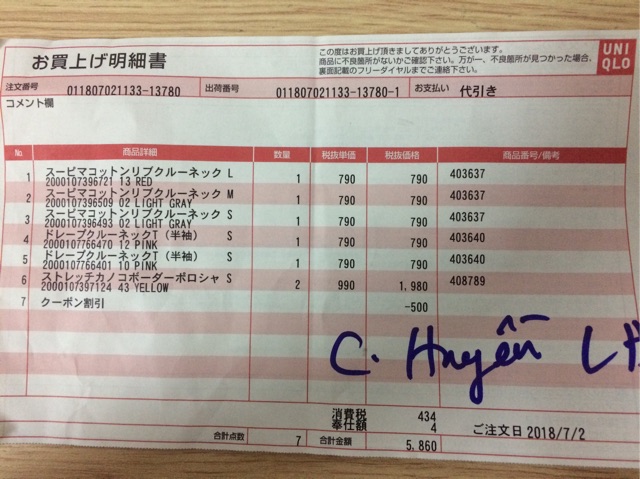 お買上げ明細書
この度はお買上げ頂きましてありがとうございます。
商品に不良箇所がないかご確認下さい。万が一、不良箇所が見つかった場合、
裏面記載のフリーダイヤルまでご連絡下さい。
UNI
QLO
注文番号 011807021133-13780 出荷番号 011807021133-13780-1 お支払い 代引き
コメント欄
No. 商品詳細 数量 税抜単価 税抜価格 商品番号/備考
1 スーピマコットンリブクルーネック L 1 790 790 403637
2000107396721 13 RED
2 スーピマコットンリブクルーネック M 1 790 790 403637
2000107396509 02 LIGHT GRAY
3 スーピマコットンリブクルーネック S 1 790 790 403637
2000107396493 02 LIGHT GRAY
4 ドレープクルーネックT（半袖） S 1 790 790 403640
2000107766470 12 PINK
5 ドレープクルーネックT（半袖） S 1 790 790 403640
2000107766401 10 PINK
6 ストレッチカノコボーダーポロシャ S 2 990 1,980 408789
2000107397124 43 YELLOW
7 クーポン割引 -500
C. Huyền
消費税 434
奉仕額 4 ご注文日 2018/7/2
合計点数 7 合計金額 5,860